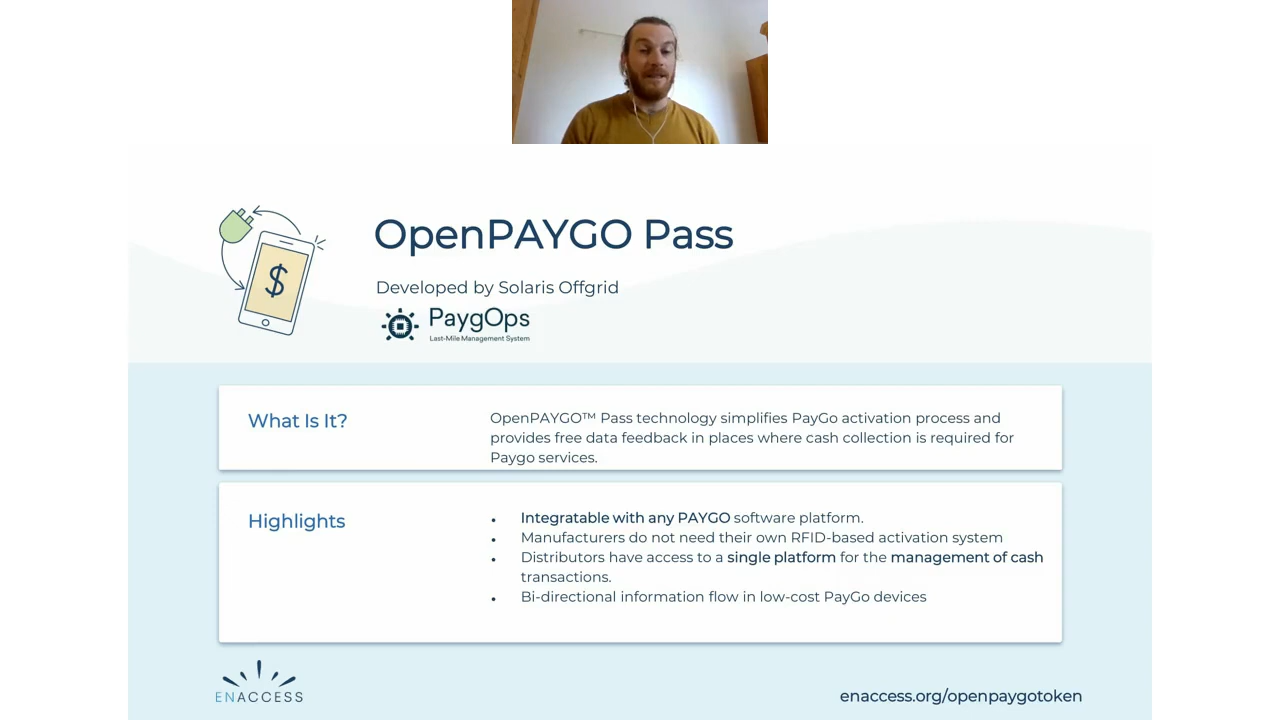 OpenPAYGO Pass
Developed by Solaris Offgrid
PaygOps
Last-Mile Management System
$
What Is It?
OpenPAYGO™ Pass technology simplifies PayGo activation process and
provides free data feedback in places where cash collection is required for
Paygo services.
Highlights
• Integratable with any PAYGO software platform.
• Manufacturers do not need their own RFID-based activation system
• Distributors have access to a single platform for the management of cash
transactions.
• Bi-directional information flow in low-cost PayGo devices
ENACCESS
enaccess.org/openpaygotoken